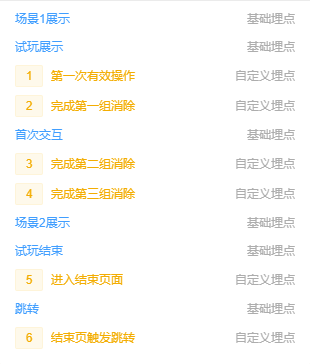 场景1展示 基础埋点
试玩展示 基础埋点
1 第一次有效操作 自定义埋点
2 完成第一组消除 自定义埋点
首次交互 基础埋点
3 完成第二组消除 自定义埋点
4 完成第三组消除 自定义埋点
场景2展示 基础埋点
试玩结束 基础埋点
5 进入结束页面 自定义埋点
跳转 基础埋点
6 结束页触发跳转 自定义埋点